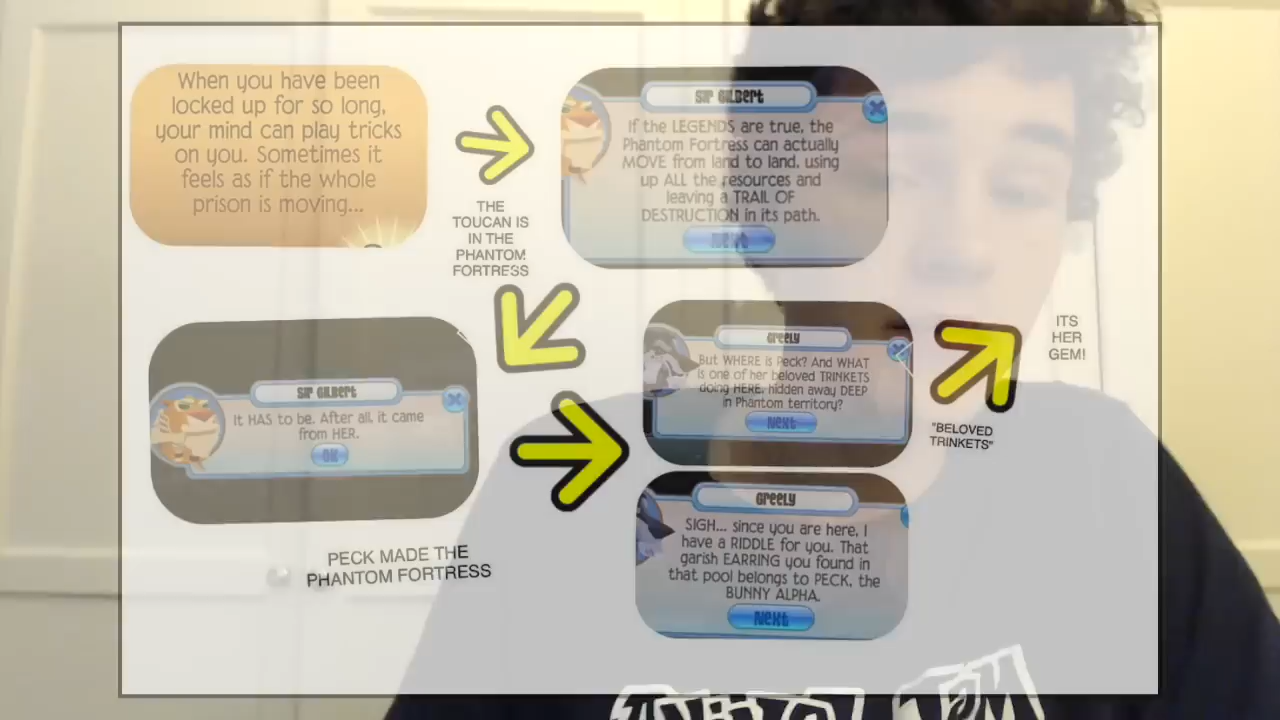 When you have been
locked up for so long,
your mind can play tricks
on you. Sometimes it
feels as if the whole
prison is moving...
THE
TOUCAN IS
IN THE
PHANTOM
FORTRESS
Sir Gilbert
If the LEGENDS are true, the
Phantom Fortress can actually
MOVE from land to land, using
up ALL the resources and
leaving a TRAIL OF
DESTRUCTION in its path.
Next
Sir Gilbert
It HAS to be. After all, it came
from HER.
OK
PECK MADE THE
PHANTOM FORTRESS
Greely
But WHERE is Peck? And WHAT
is one of her beloved TRINKETS
doing HERE, hidden away DEEP
in Phantom territory?
Next
ITS
HER
GEM!
"BELOVED
TRINKETS"
Greely
SIGH... since you are here, I
have a RIDDLE for you. That
garish EARRING you found in
that pool belongs to PECK, the
BUNNY ALPHA.
Next